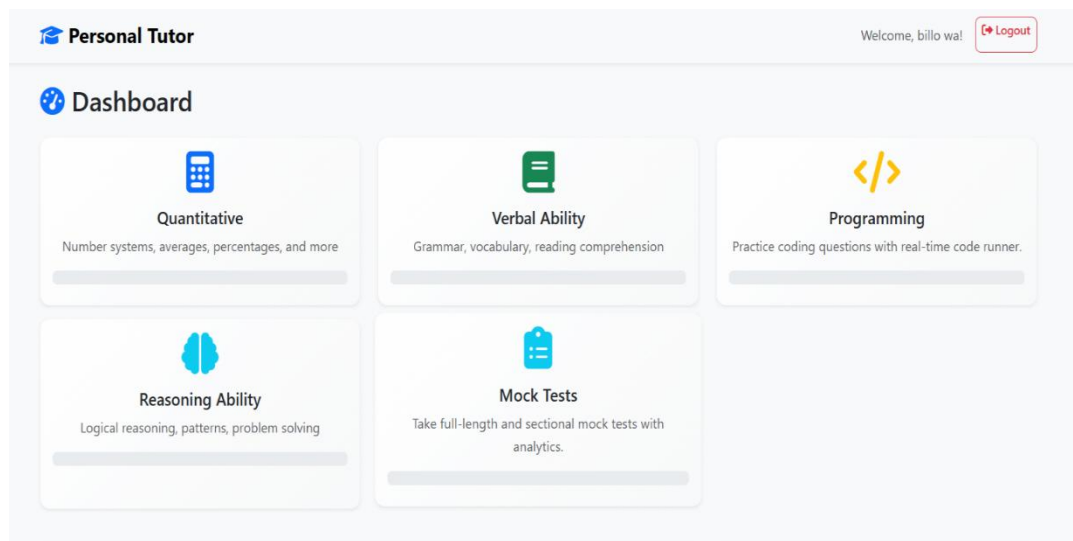 Personal Tutor
Welcome, billo wa!
Logout
Dashboard
Quantitative
Number systems, averages, percentages, and more
Verbal Ability
Grammar, vocabulary, reading comprehension
Programming
Practice coding questions with real-time code runner.
Reasoning Ability
Logical reasoning, patterns, problem solving
Mock Tests
Take full-length and sectional mock tests with
analytics.